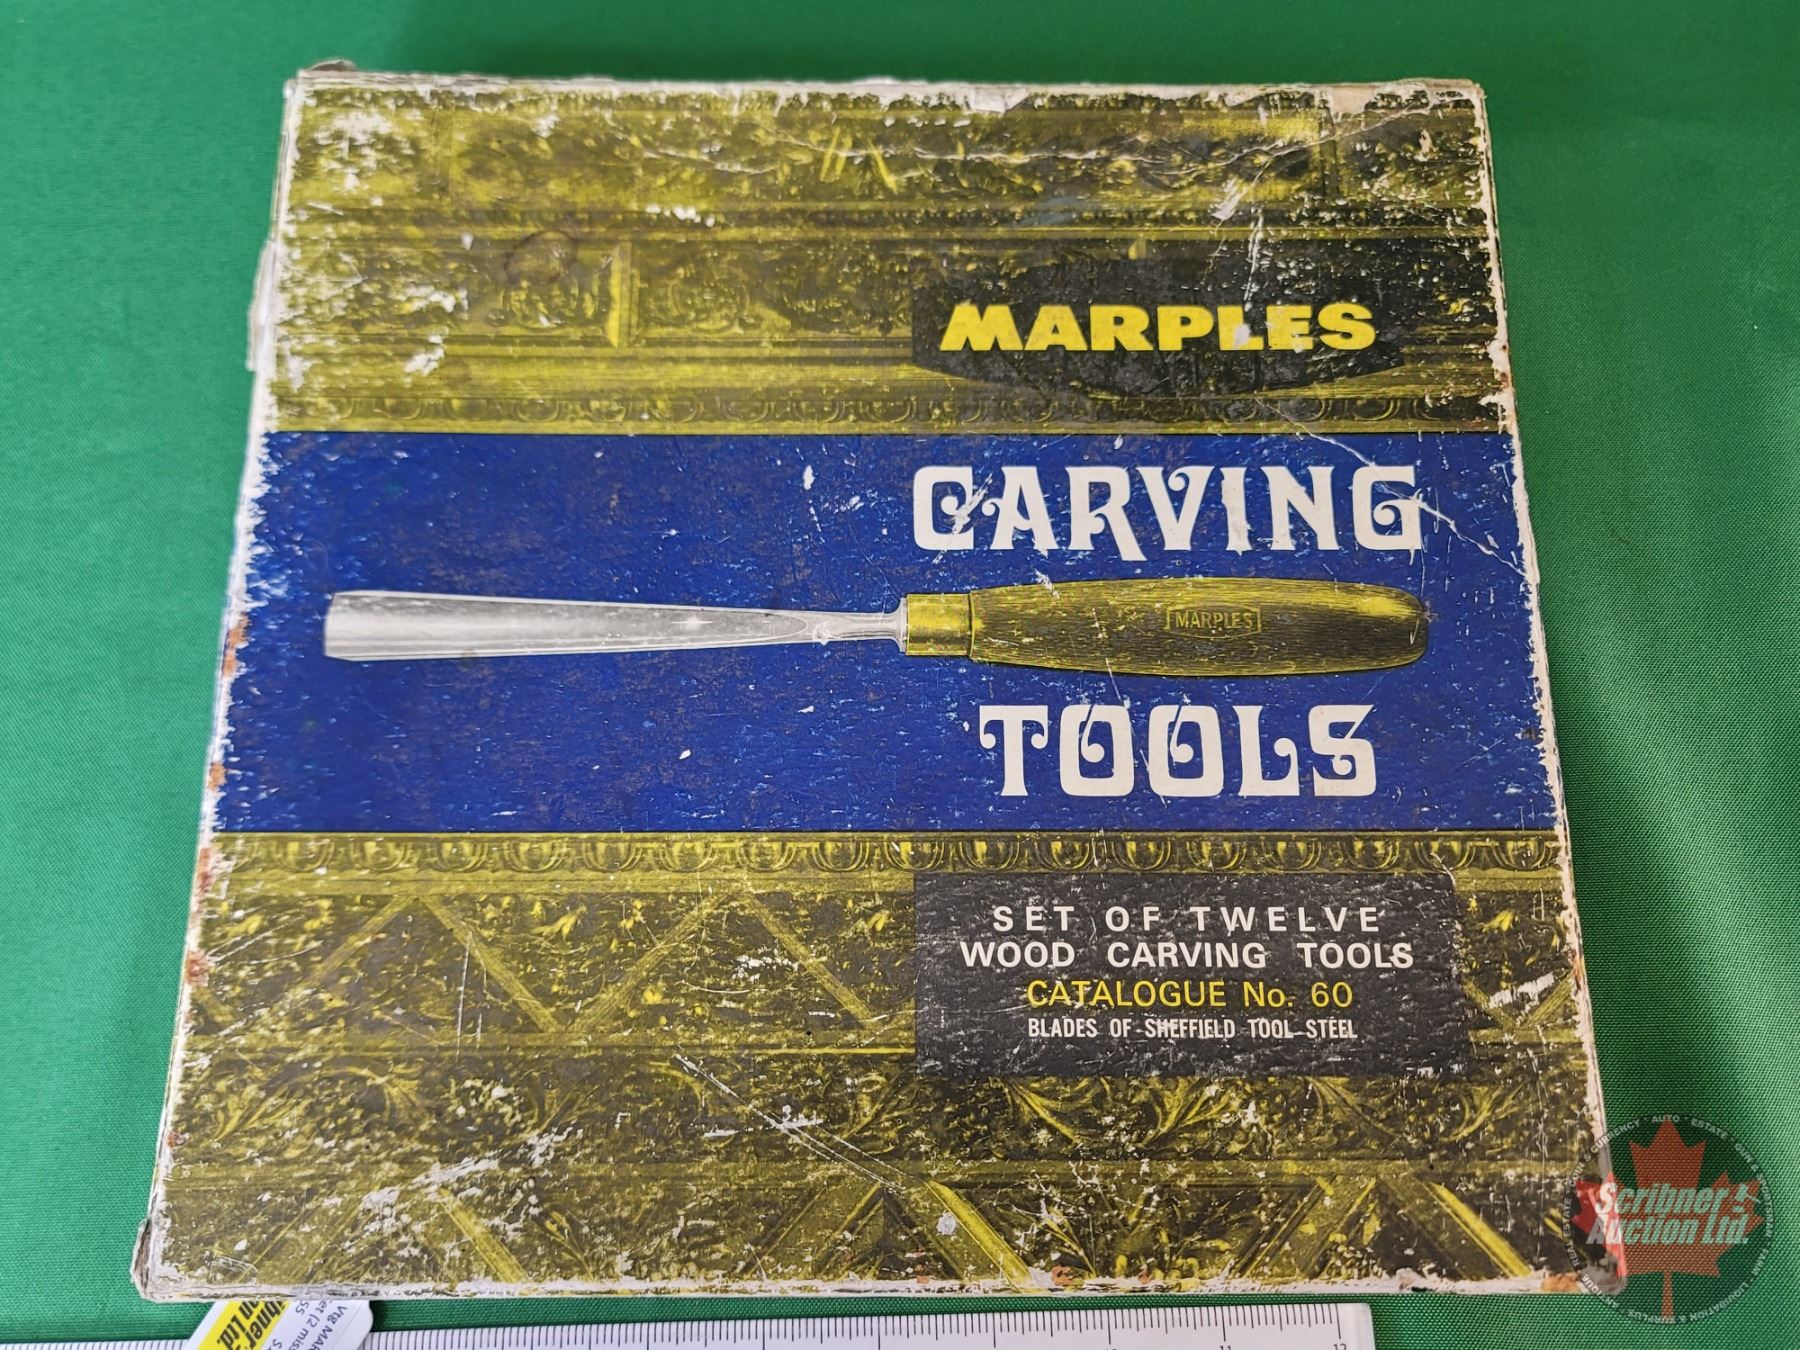 MARPLES
CARVING
MARPLES
TOOLS
SET OF TWELVE
WOOD CARVING TOOLS
CATALOGUE No. 60
BLADES OF SHEFFIELD TOOL STEEL
Scribner
Auction Ltd.
11
12